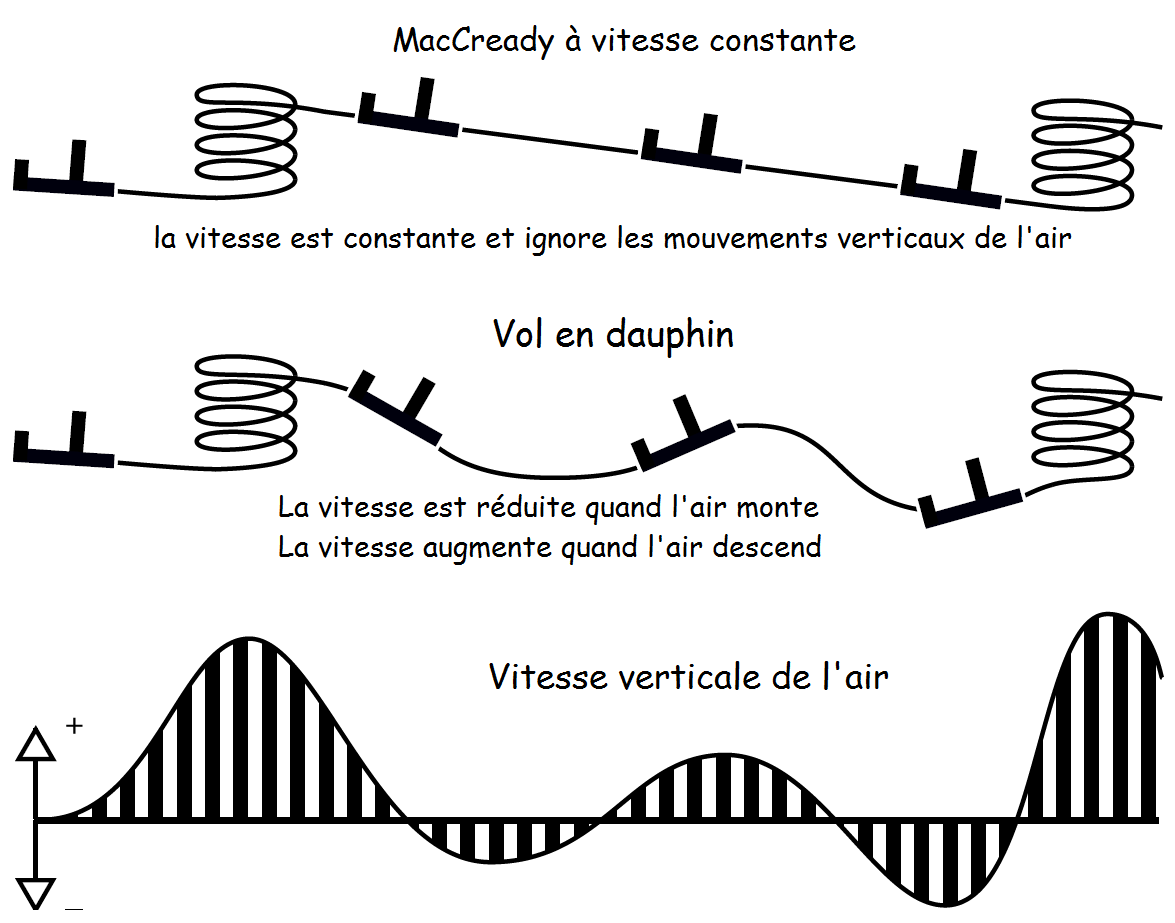 MacCready à vitesse constante
la vitesse est constante et ignore les mouvements verticaux de l'air
Vol en dauphin
La vitesse est réduite quand l'air monte
La vitesse augmente quand l'air descend
Vitesse verticale de l'air
+
–